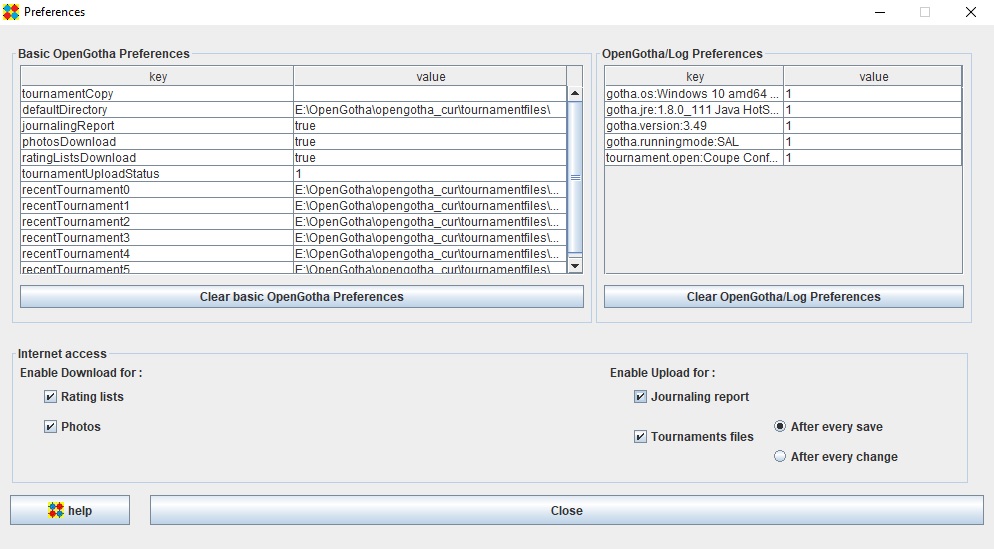 Preferences
Basic OpenGotha Preferences
key value
tournamentCopy
defaultDirectory E:\OpenGotha\opengotha_cur\tournamentfiles\
journalingReport true
photosDownload true
ratingListsDownload true
tournamentUploadStatus 1
recentTournament0 E:\OpenGotha\opengotha_cur\tournamentfiles\...
recentTournament1 E:\OpenGotha\opengotha_cur\tournamentfiles\...
recentTournament2 E:\OpenGotha\opengotha_cur\tournamentfiles\...
recentTournament3 E:\OpenGotha\opengotha_cur\tournamentfiles\...
recentTournament4 E:\OpenGotha\opengotha_cur\tournamentfiles\...
recentTournament5 E:\OpenGotha\opengotha_cur\tournamentfiles\...
Clear basic OpenGotha Preferences
OpenGotha/Log Preferences
key value
gotha.os:Windows 10 amd64 ... 1
gotha.jre:1.8.0_111 Java HotS... 1
gotha.version:3.49 1
gotha.runningmode:SAL 1
tournament.open:Coupe Conf... 1
Clear OpenGotha/Log Preferences
Internet access
Enable Download for :
Rating lists
Photos
Enable Upload for :
Journaling report
Tournaments files
After every save
After every change
help
Close